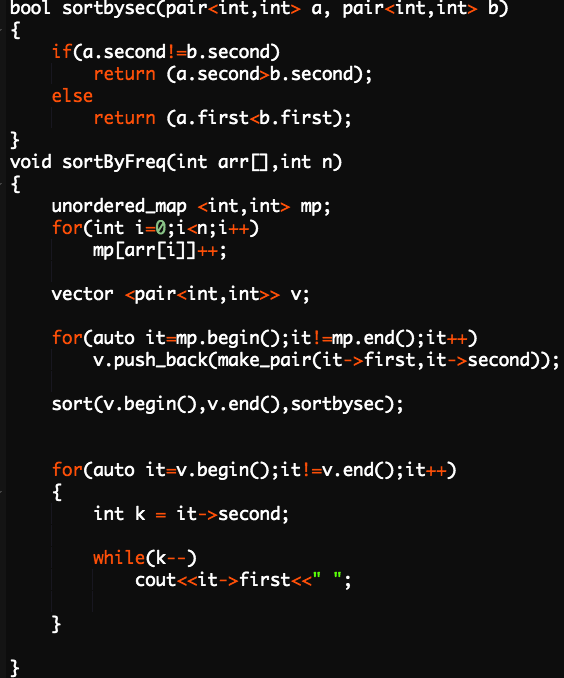 bool sortbysec(pair<int,int> a, pair<int,int> b)
{
    if(a.second!=b.second)
        return (a.second>b.second);
    else
        return (a.first<b.first);
}
void sortByFreq(int arr[],int n)
{
    unordered_map <int,int> mp;
    for(int i=0;i<n;i++)
        mp[arr[i]]++;
    vector <pair<int,int>> v;
    for(auto it=mp.begin();it!=mp.end();it++)
        v.push_back(make_pair(it->first,it->second));
    sort(v.begin(),v.end(),sortbysec);
    for(auto it=v.begin();it!=v.end();it++)
    {
        int k = it->second;
        while(k--)
            cout<<it->first<<" ";
    }
}